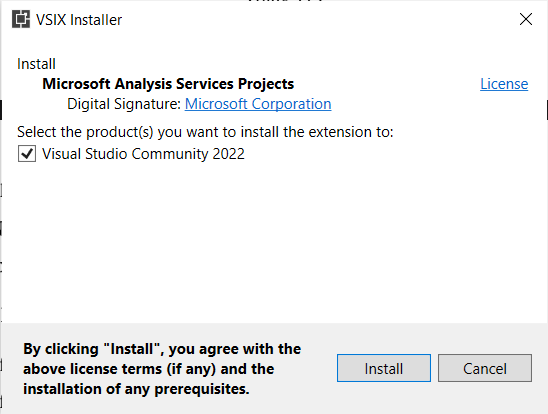 VSIX Installer
Install
Microsoft Analysis Services Projects
License
Digital Signature: Microsoft Corporation
Select the product(s) you want to install the extension to:
Visual Studio Community 2022
By clicking "Install", you agree with the
above license terms (if any) and the
installation of any prerequisites.
Install
Cancel